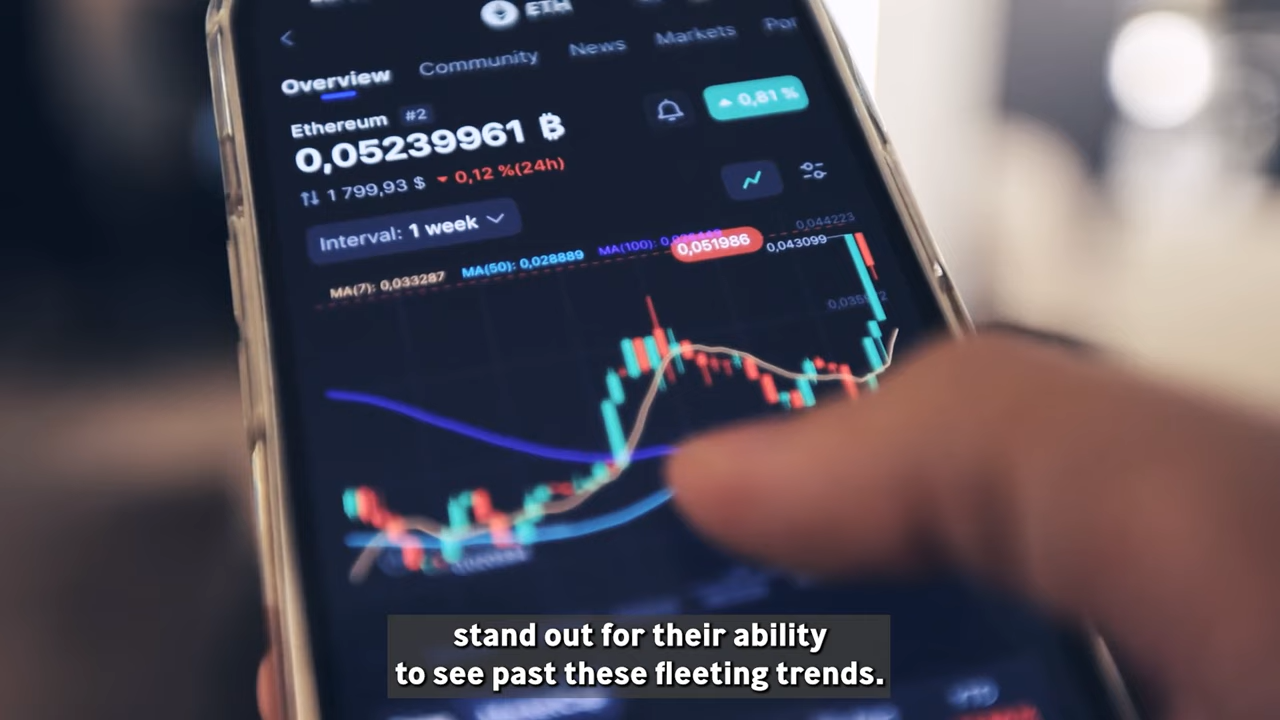 ETH
Overview Community News Markets Por
Ethereum #2
0,05239961 ₿
0,81 %
1 799,93 $ 0,12 %(24h)
Interval: 1 week
MA(7): 0,033287 MA(50): 0,028889 MA(100):
0,051986
0,043099
0,044223
stand out for their ability
to see past these fleeting trends.